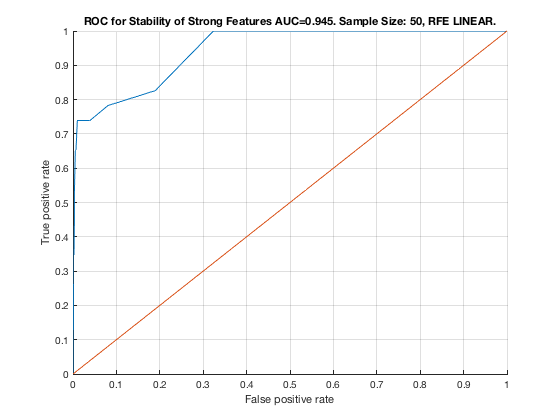 ROC for Stability of Strong Features AUC=0.945. Sample Size: 50, RFE LINEAR.
1
0.9
0.8
0.7
0.6
0.5
0.4
0.3
0.2
0.1
0
True positive rate
0 0.1 0.2 0.3 0.4 0.5 0.6 0.7 0.8 0.9 1
False positive rate